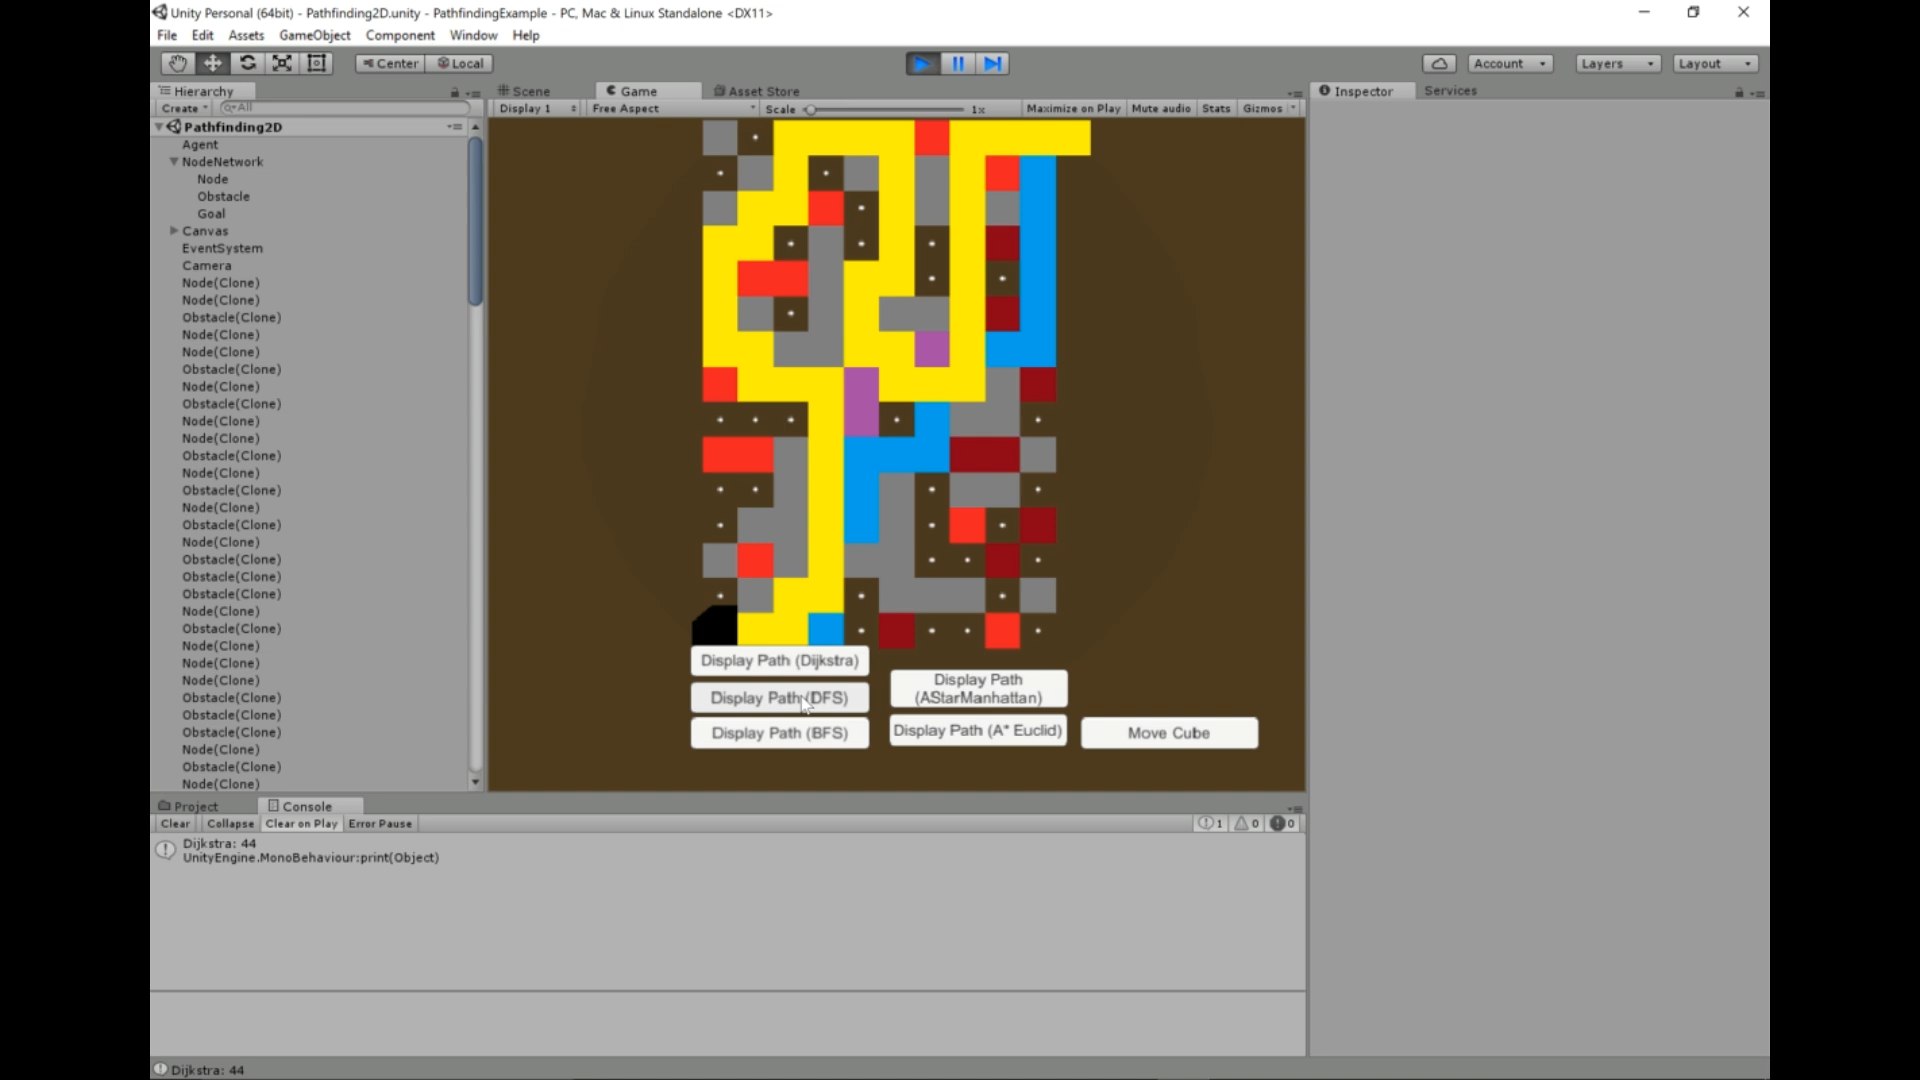 Unity Personal (64bit) - Pathfinding2D.unity - PathfindingExample - PC, Mac & Linux Standalone <DX11>
File Edit Assets GameObject Component Window Help
Center Local Account Layers Layout
Hierarchy Scene Game Asset Store Inspector Services
Create All Display 1 Free Aspect Scale 1x Maximize on Play Mute audio Stats Gizmos
Pathfinding2D
Agent
NodeNetwork
Node
Obstacle
Goal
Canvas
EventSystem
Camera
Node(Clone)
Node(Clone)
Obstacle(Clone)
Node(Clone)
Node(Clone)
Obstacle(Clone)
Node(Clone)
Obstacle(Clone)
Node(Clone)
Node(Clone)
Obstacle(Clone)
Node(Clone)
Obstacle(Clone)
Node(Clone)
Obstacle(Clone)
Node(Clone)
Obstacle(Clone)
Obstacle(Clone)
Obstacle(Clone)
Node(Clone)
Obstacle(Clone)
Node(Clone)
Node(Clone)
Node(Clone)
Obstacle(Clone)
Obstacle(Clone)
Obstacle(Clone)
Node(Clone)
Obstacle(Clone)
Node(Clone)
Display Path (Dijkstra)
Display Path (DFS)
Display Path (BFS)
Display Path
(AStarManhattan)
Display Path (A* Euclid)
Move Cube
Project Console
Clear Collapse Clear on Play Error Pause 1 0 0
Dijkstra: 44
UnityEngine.MonoBehaviour:print(Object)
Dijkstra: 44